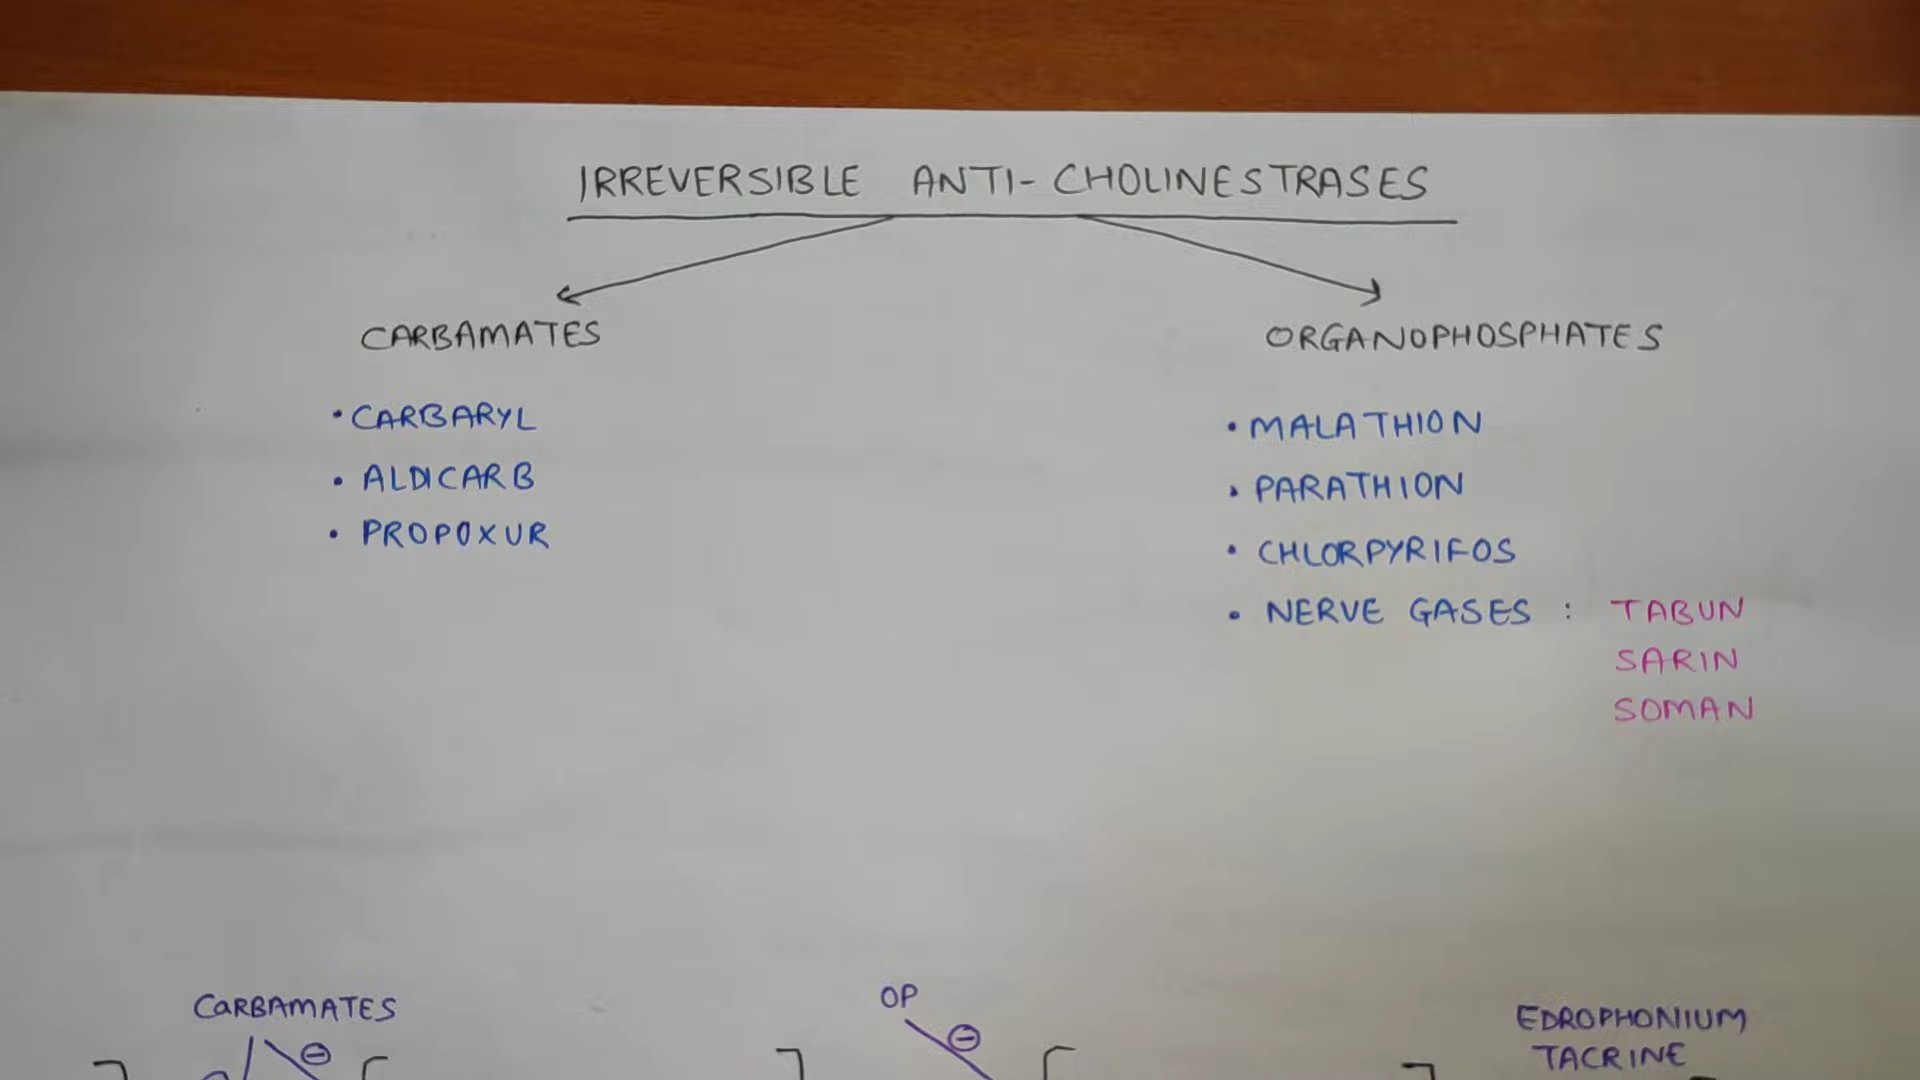 IRREVERSIBLE ANTI-CHOLINESTRASES
CARBAMATES
• CARBARYL
• ALDICARB
• PROPOXUR
ORGANOPHOSPHATES
• MALATHION
• PARATHION
• CHLORPYRIFOS
• NERVE GASES : TABUN
SARIN
SOMAN
CARBAMATES
OP
EDROPHONIUM
TACRINE